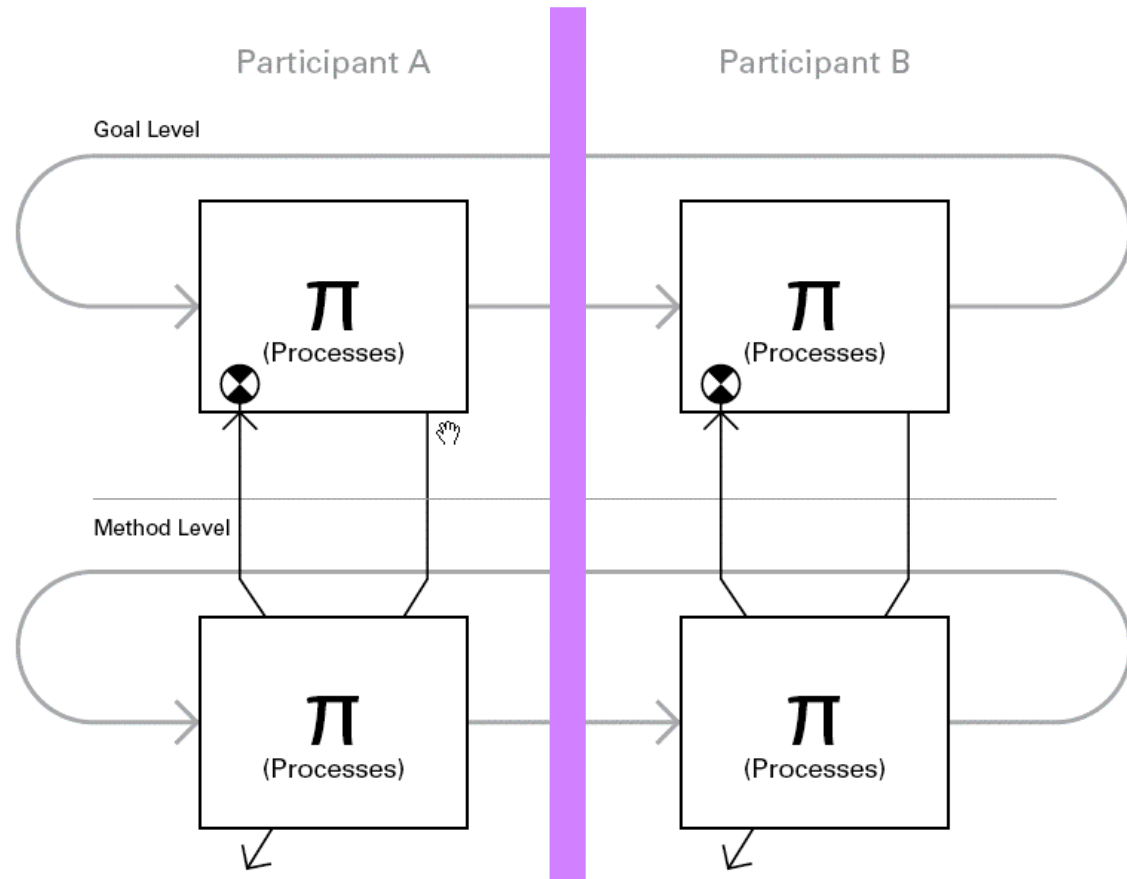 Participant A
Participant B
Goal Level
π
(Processes)
π
(Processes)
Method Level
π
(Processes)
π
(Processes)